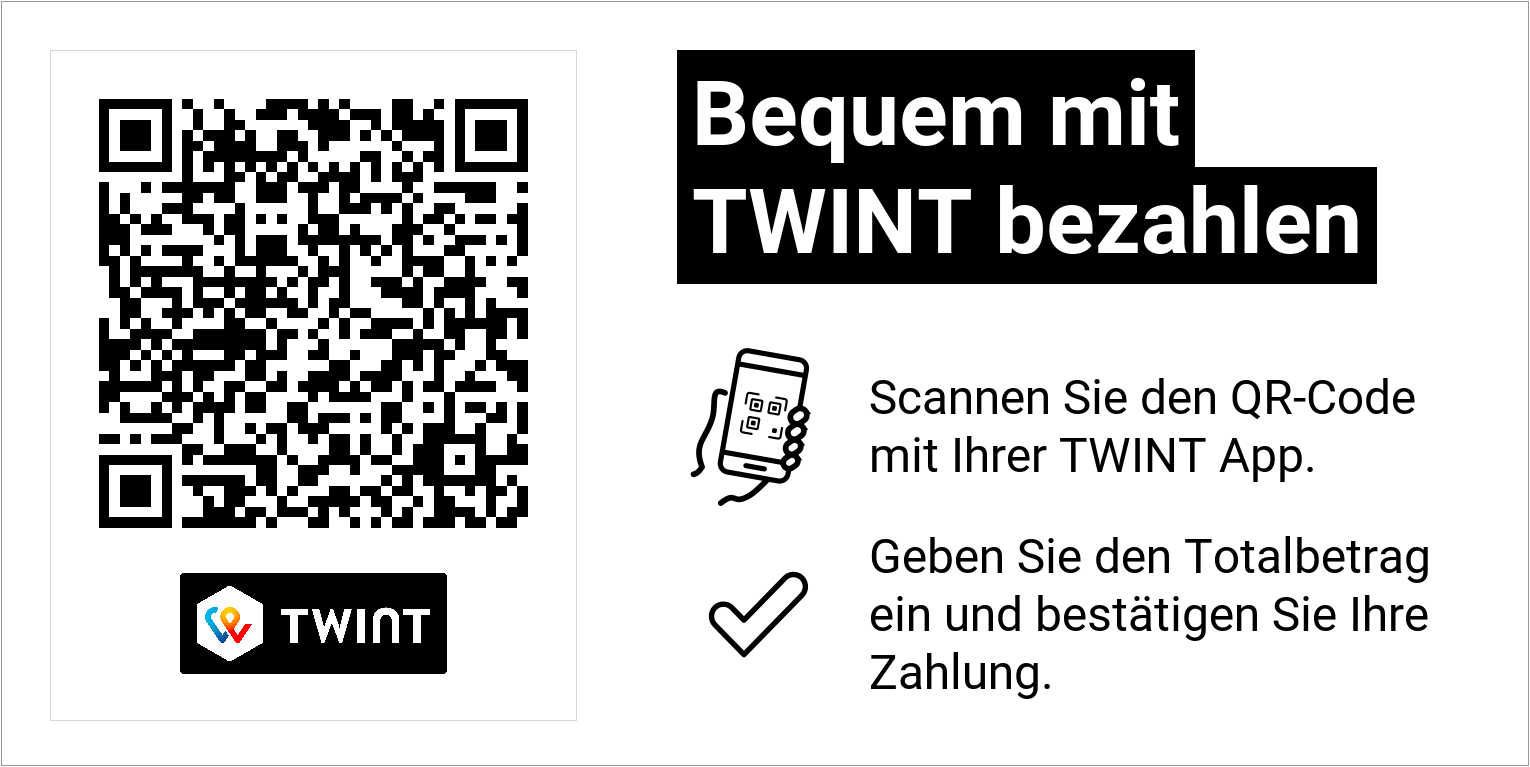 Bequem mit
TWINT bezahlen
Scannen Sie den QR-Code
mit Ihrer TWINT App.
Geben Sie den Totalbetrag
ein und bestätigen Sie Ihre
Zahlung.
TWINT